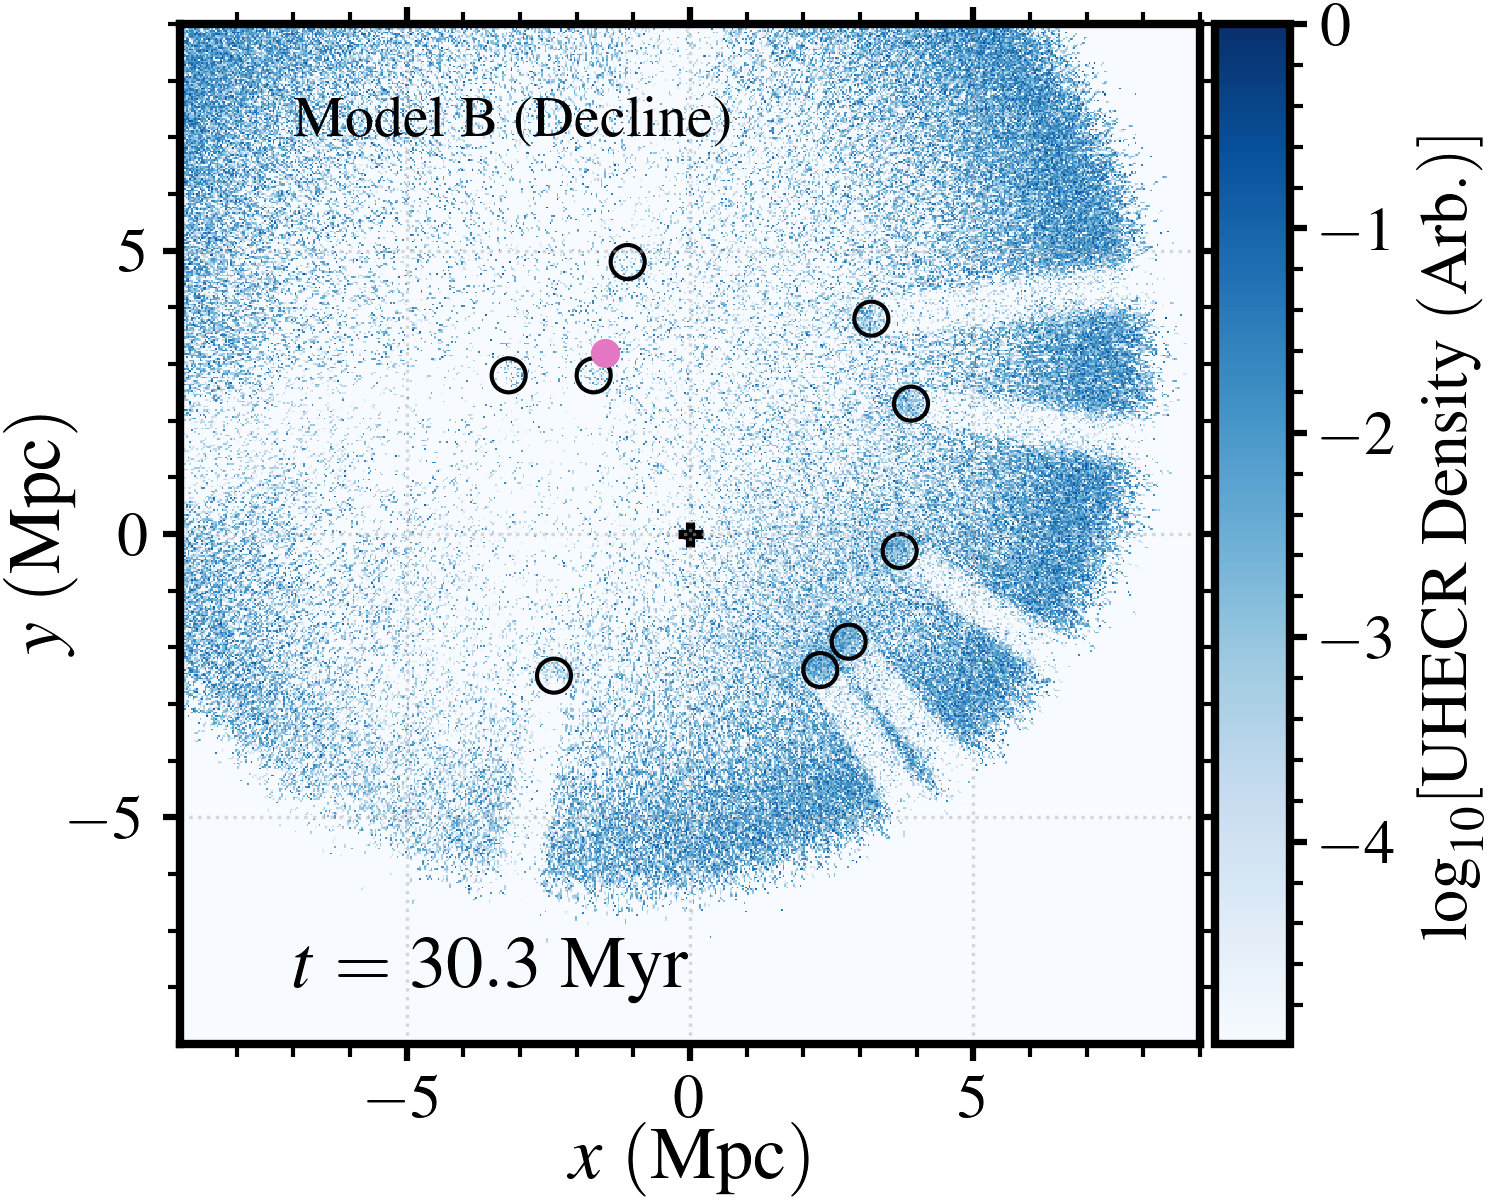 Model B (Decline)
t = 30.3 Myr
5
0
−5
y (Mpc)
−5
0
5
x (Mpc)
0
−1
−2
−3
−4
log₁₀[UHECR Density (Arb.)]